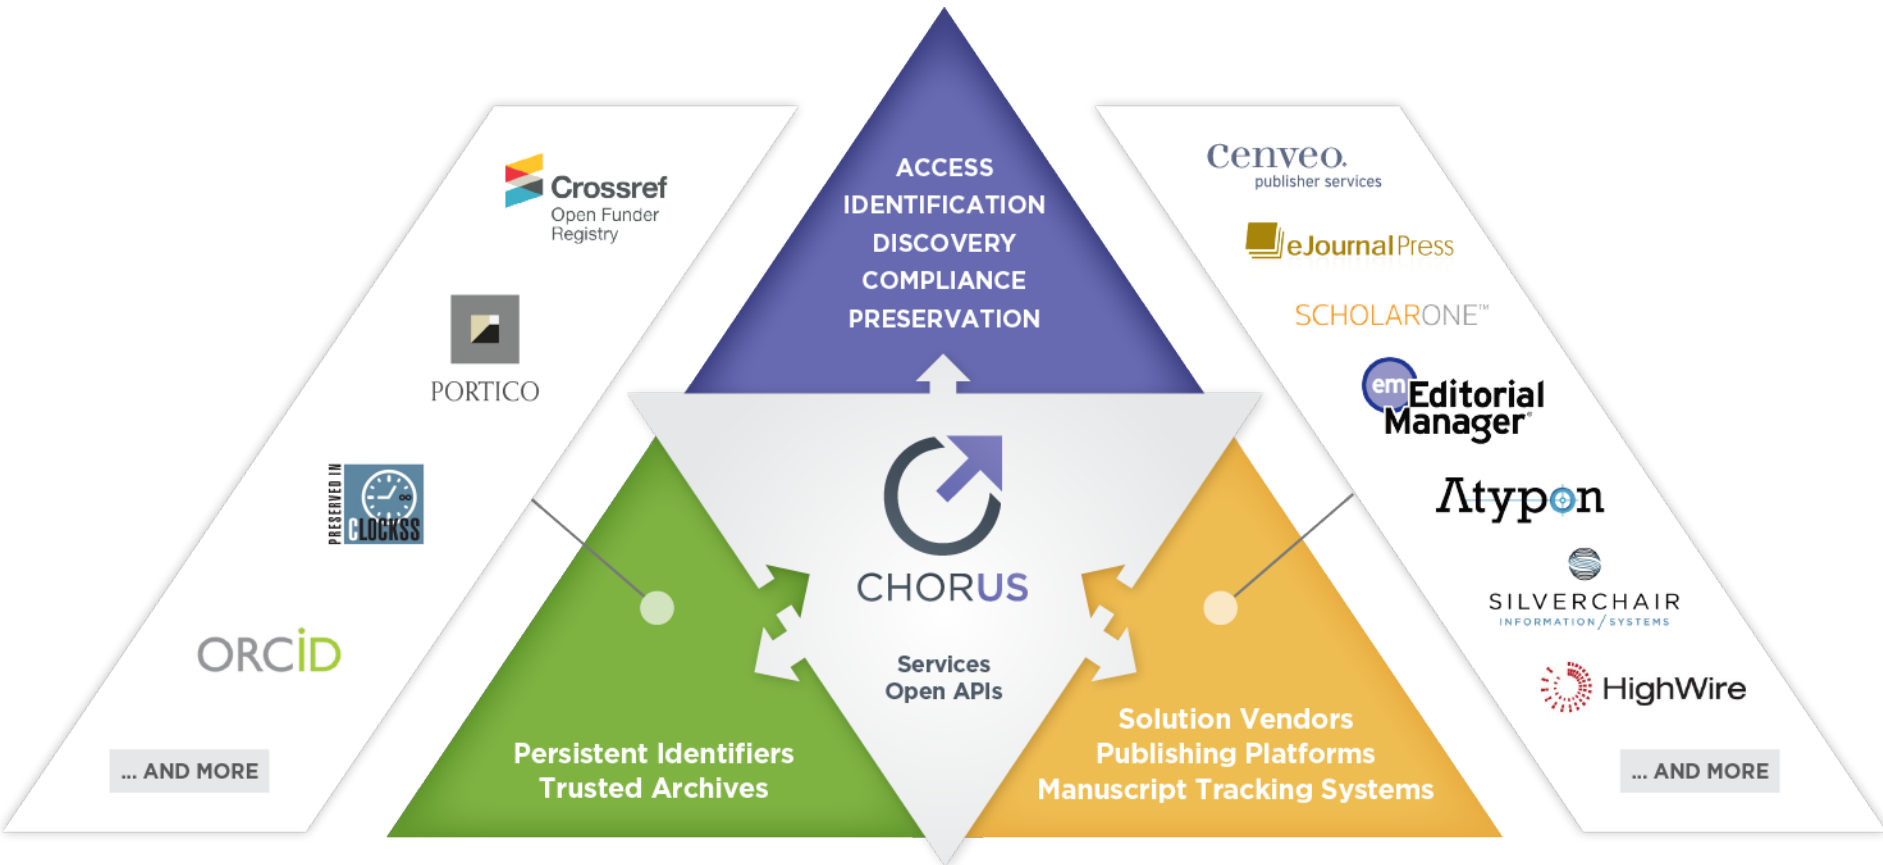 Crossref
Open Funder
Registry
PORTICO
PRESERVED IN
CLOCKSS
ORCiD
... AND MORE
ACCESS
IDENTIFICATION
DISCOVERY
COMPLIANCE
PRESERVATION
CHORUS
Services
Open APIs
Persistent Identifiers
Trusted Archives
Solution Vendors
Publishing Platforms
Manuscript Tracking Systems
cenveo.
publisher services
eJournalPress
SCHOLARONE™
em Editorial
Manager®
Atypon
SILVERCHAIR
INFORMATION/SYSTEMS
HighWire
... AND MORE